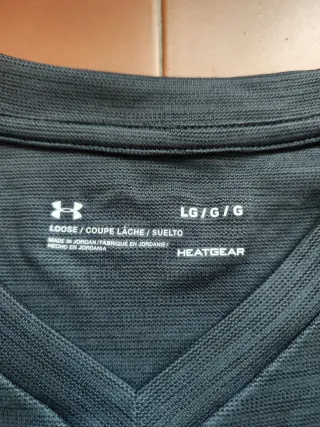 LG / G / G
LOOSE / COUPE LÂCHE / SUELTO
MADE IN JORDAN / FABRIQUÉ EN JORDANIE /
HECHO EN JORDANIA
HEATGEAR